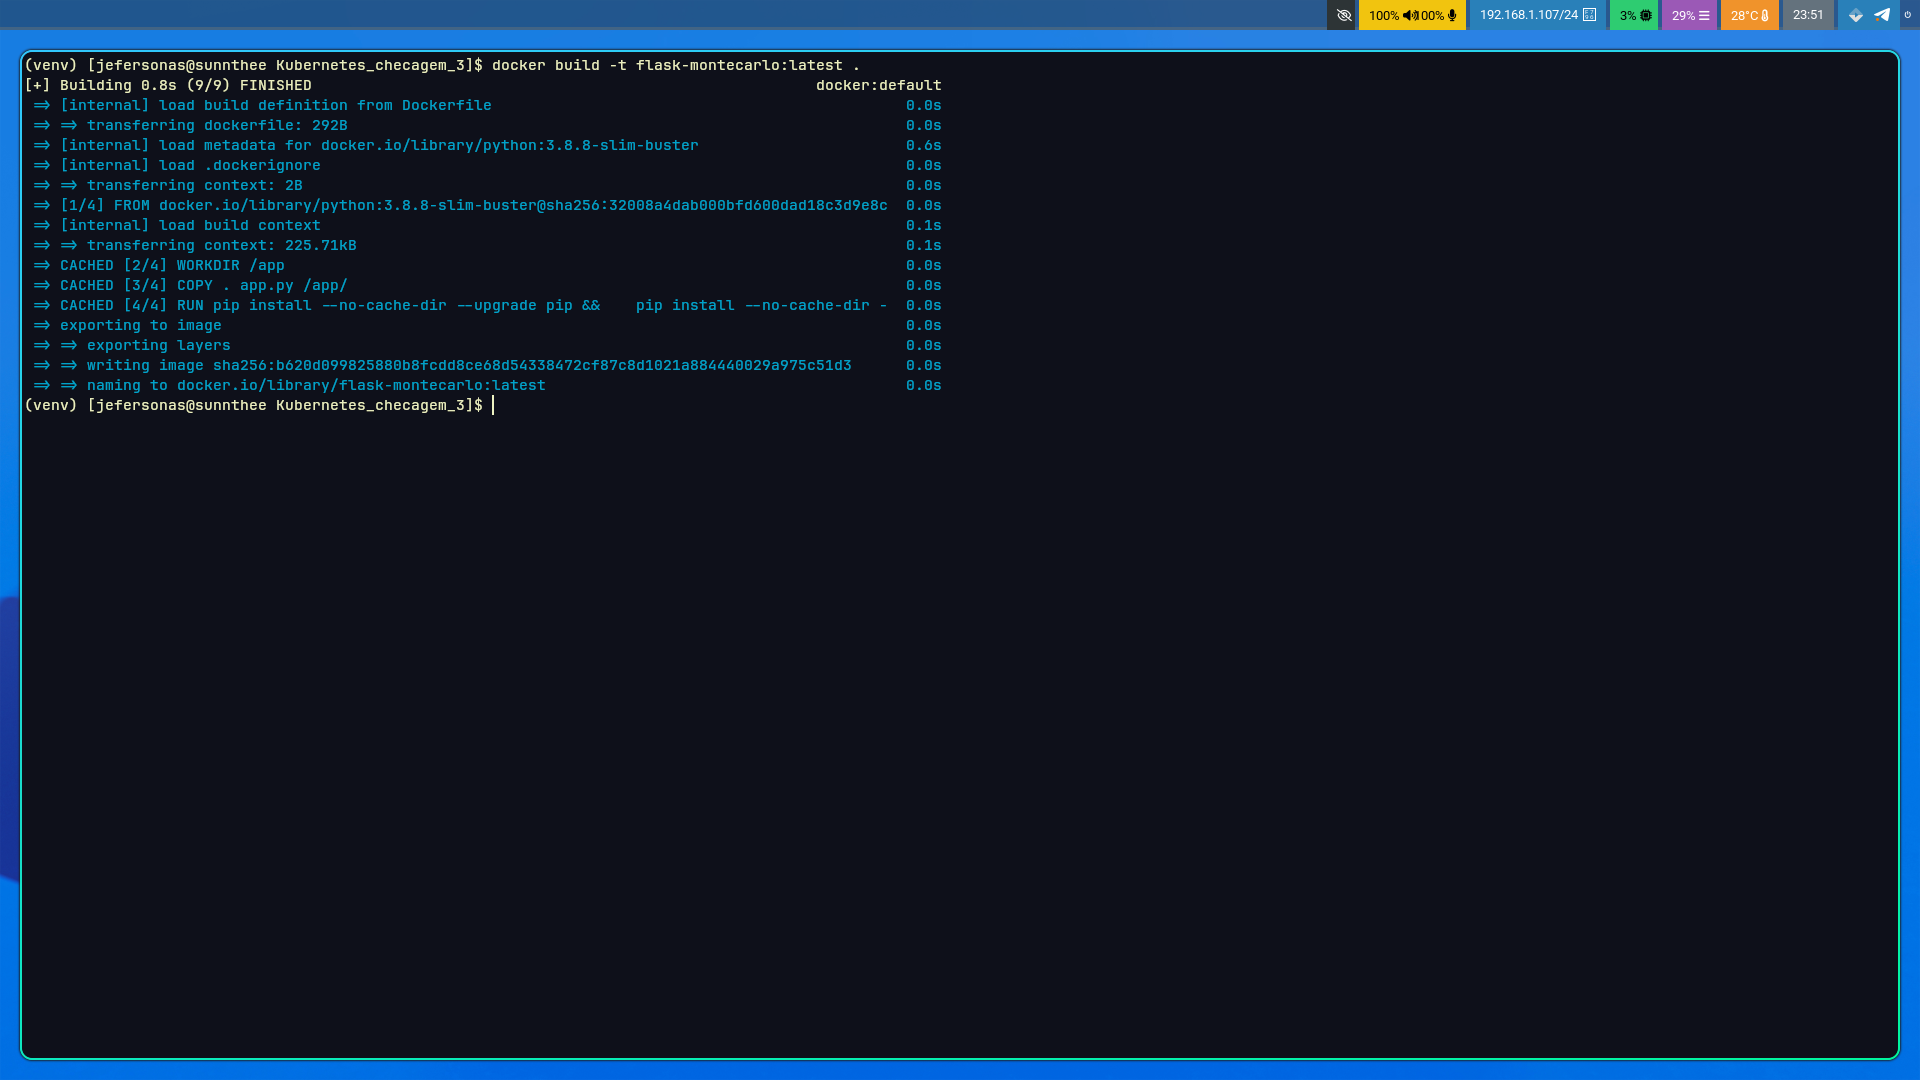 100% 100% 192.168.1.107/24 3% 29% 28°C 23:51
(venv) [jefersonas@sunnthee Kubernetes_checagem_3]$ docker build -t flask-montecarlo:latest .
[+] Building 0.8s (9/9) FINISHED docker:default
=> [internal] load build definition from Dockerfile 0.0s
=> => transferring dockerfile: 292B 0.0s
=> [internal] load metadata for docker.io/library/python:3.8.8-slim-buster 0.6s
=> [internal] load .dockerignore 0.0s
=> => transferring context: 2B 0.0s
=> [1/4] FROM docker.io/library/python:3.8.8-slim-buster@sha256:32008a4dab000bfd600dad18c3d9e8c 0.0s
=> [internal] load build context 0.1s
=> => transferring context: 225.71kB 0.1s
=> CACHED [2/4] WORKDIR /app 0.0s
=> CACHED [3/4] COPY . app.py /app/ 0.0s
=> CACHED [4/4] RUN pip install --no-cache-dir --upgrade pip &&    pip install --no-cache-dir - 0.0s
=> exporting to image 0.0s
=> => exporting layers 0.0s
=> => writing image sha256:b620d099825880b8fcdd8ce68d54338472cf87c8d1021a884440029a975c51d3 0.0s
=> => naming to docker.io/library/flask-montecarlo:latest 0.0s
(venv) [jefersonas@sunnthee Kubernetes_checagem_3]$